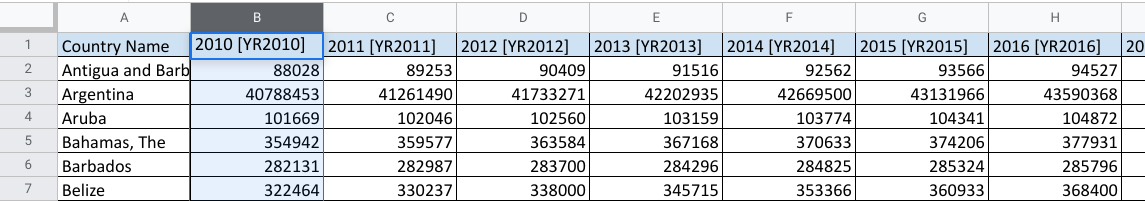 A B C D E F G H
1 Country Name 2010 [YR2010] 2011 [YR2011] 2012 [YR2012] 2013 [YR2013] 2014 [YR2014] 2015 [YR2015] 2016 [YR2016] 20
2 Antigua and Barb 88028 89253 90409 91516 92562 93566 94527
3 Argentina 40788453 41261490 41733271 42202935 42669500 43131966 43590368
4 Aruba 101669 102046 102560 103159 103774 104341 104872
5 Bahamas, The 354942 359577 363584 367168 370633 374206 377931
6 Barbados 282131 282987 283700 284296 284825 285324 285796
7 Belize 322464 330237 338000 345715 353366 360933 368400